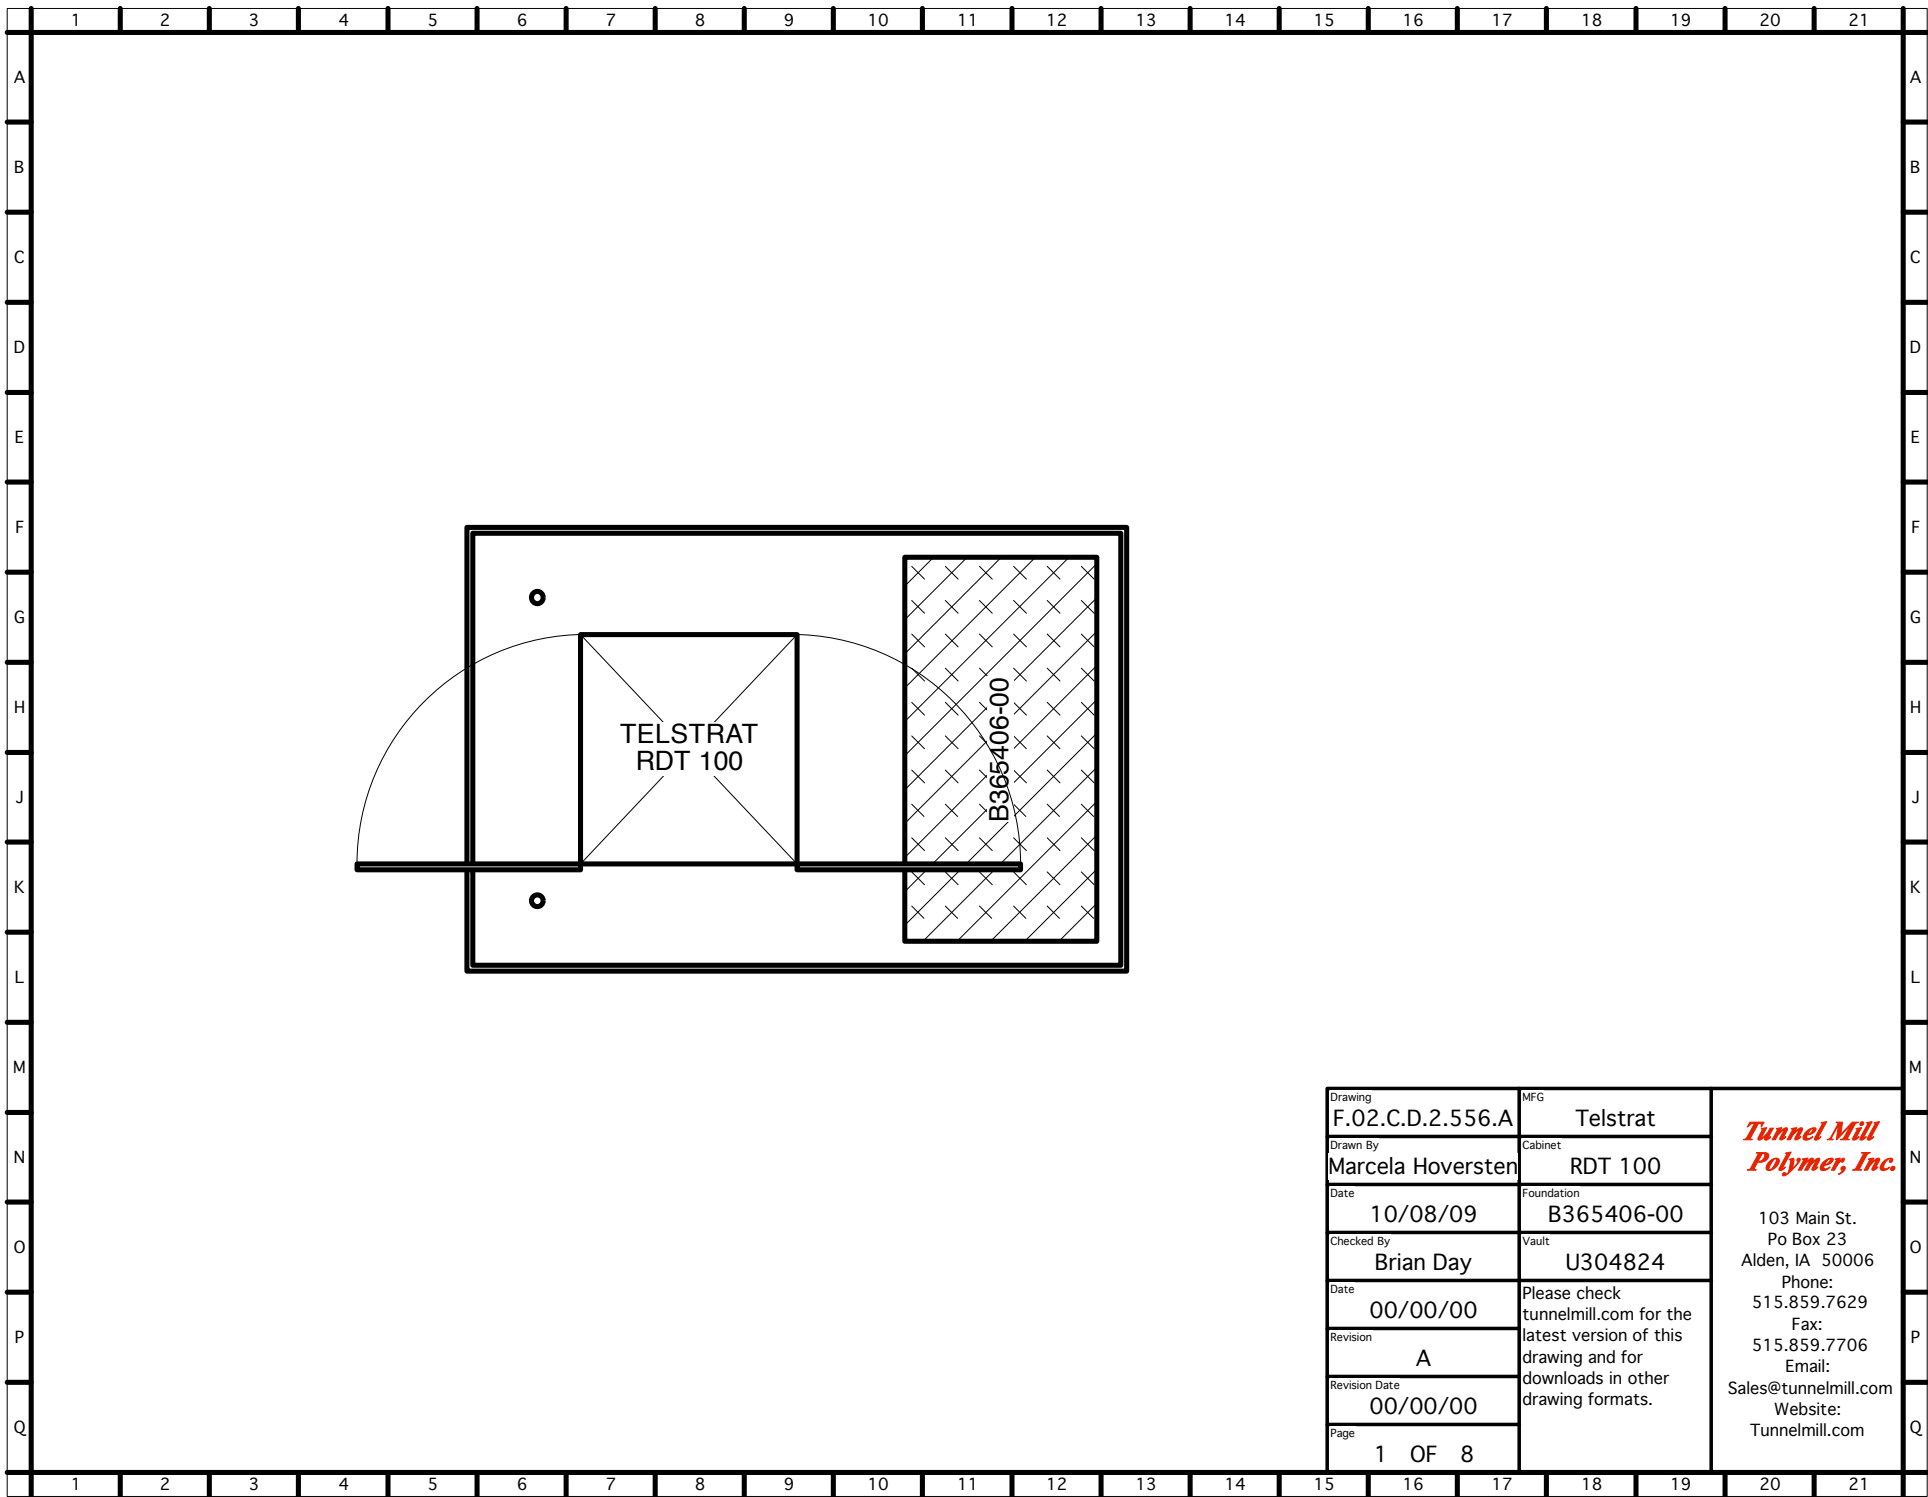 1 2 3 4 5 6 7 8 9 10 11 12 13 14 15 16 17 18 19 20 21
A A
B B
C C
D D
E E
F F
G G
H H
J J
K K
L L
M M
N N
O O
P P
Q Q
TELSTRAT
RDT 100
B365406-00
Drawing
F.02.C.D.2.556.A
MFG
Telstrat
Drawn By
Marcela Hoversten
Cabinet
RDT 100
Date
10/08/09
Foundation
B365406-00
Checked By
Brian Day
Vault
U304824
Date
00/00/00
Revision
A
Revision Date
00/00/00
Page
1 OF 8
Please check
tunnelmill.com for the
latest version of this
drawing and for
downloads in other
drawing formats.
Tunnel Mill
Polymer, Inc.
103 Main St.
Po Box 23
Alden, IA 50006
Phone:
515.859.7629
Fax:
515.859.7706
Email:
Sales@tunnelmill.com
Website:
Tunnelmill.com
1 2 3 4 5 6 7 8 9 10 11 12 13 14 15 16 17 18 19 20 21